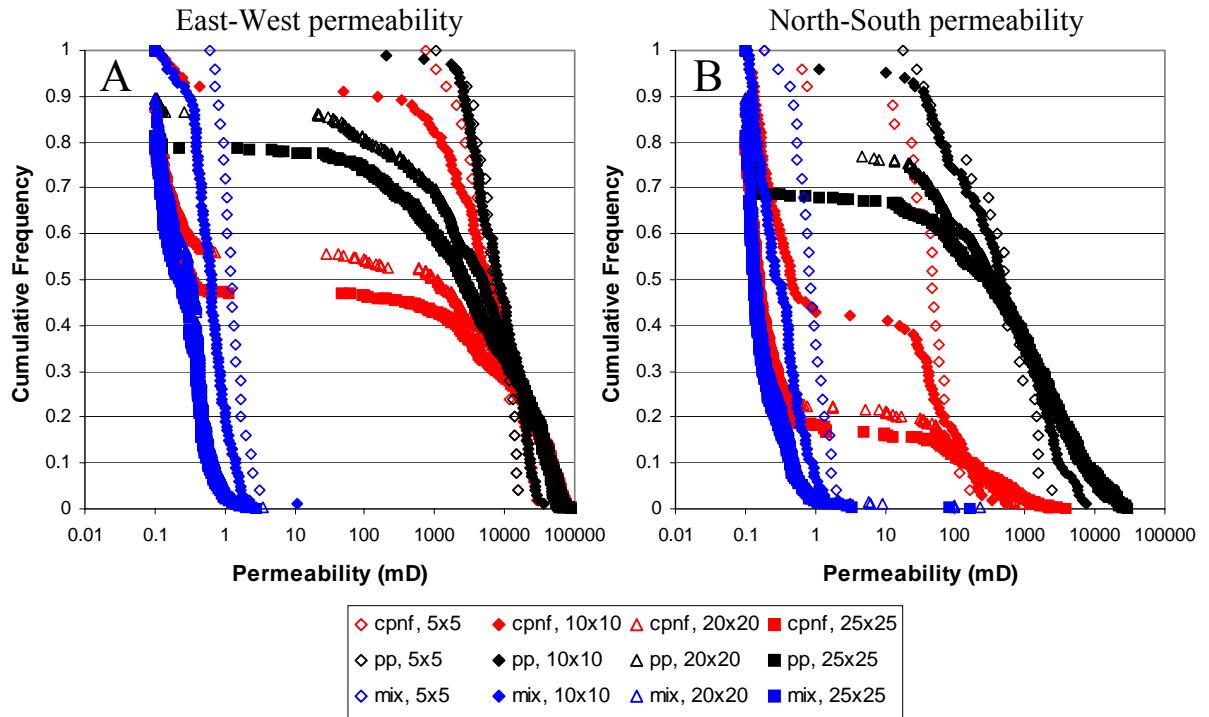 East-West permeability
North-South permeability
A
B
1
0.9
0.8
0.7
0.6
0.5
0.4
0.3
0.2
0.1
0
Cumulative Frequency
0.01 0.1 1 10 100 1000 10000 100000
Permeability (mD)
1
0.9
0.8
0.7
0.6
0.5
0.4
0.3
0.2
0.1
0
Cumulative Frequency
0.01 0.1 1 10 100 1000 10000 100000
Permeability (mD)
cpnf, 5x5 cpnf, 10x10 cpnf, 20x20 cpnf, 25x25
pp, 5x5 pp, 10x10 pp, 20x20 pp, 25x25
mix, 5x5 mix, 10x10 mix, 20x20 mix, 25x25